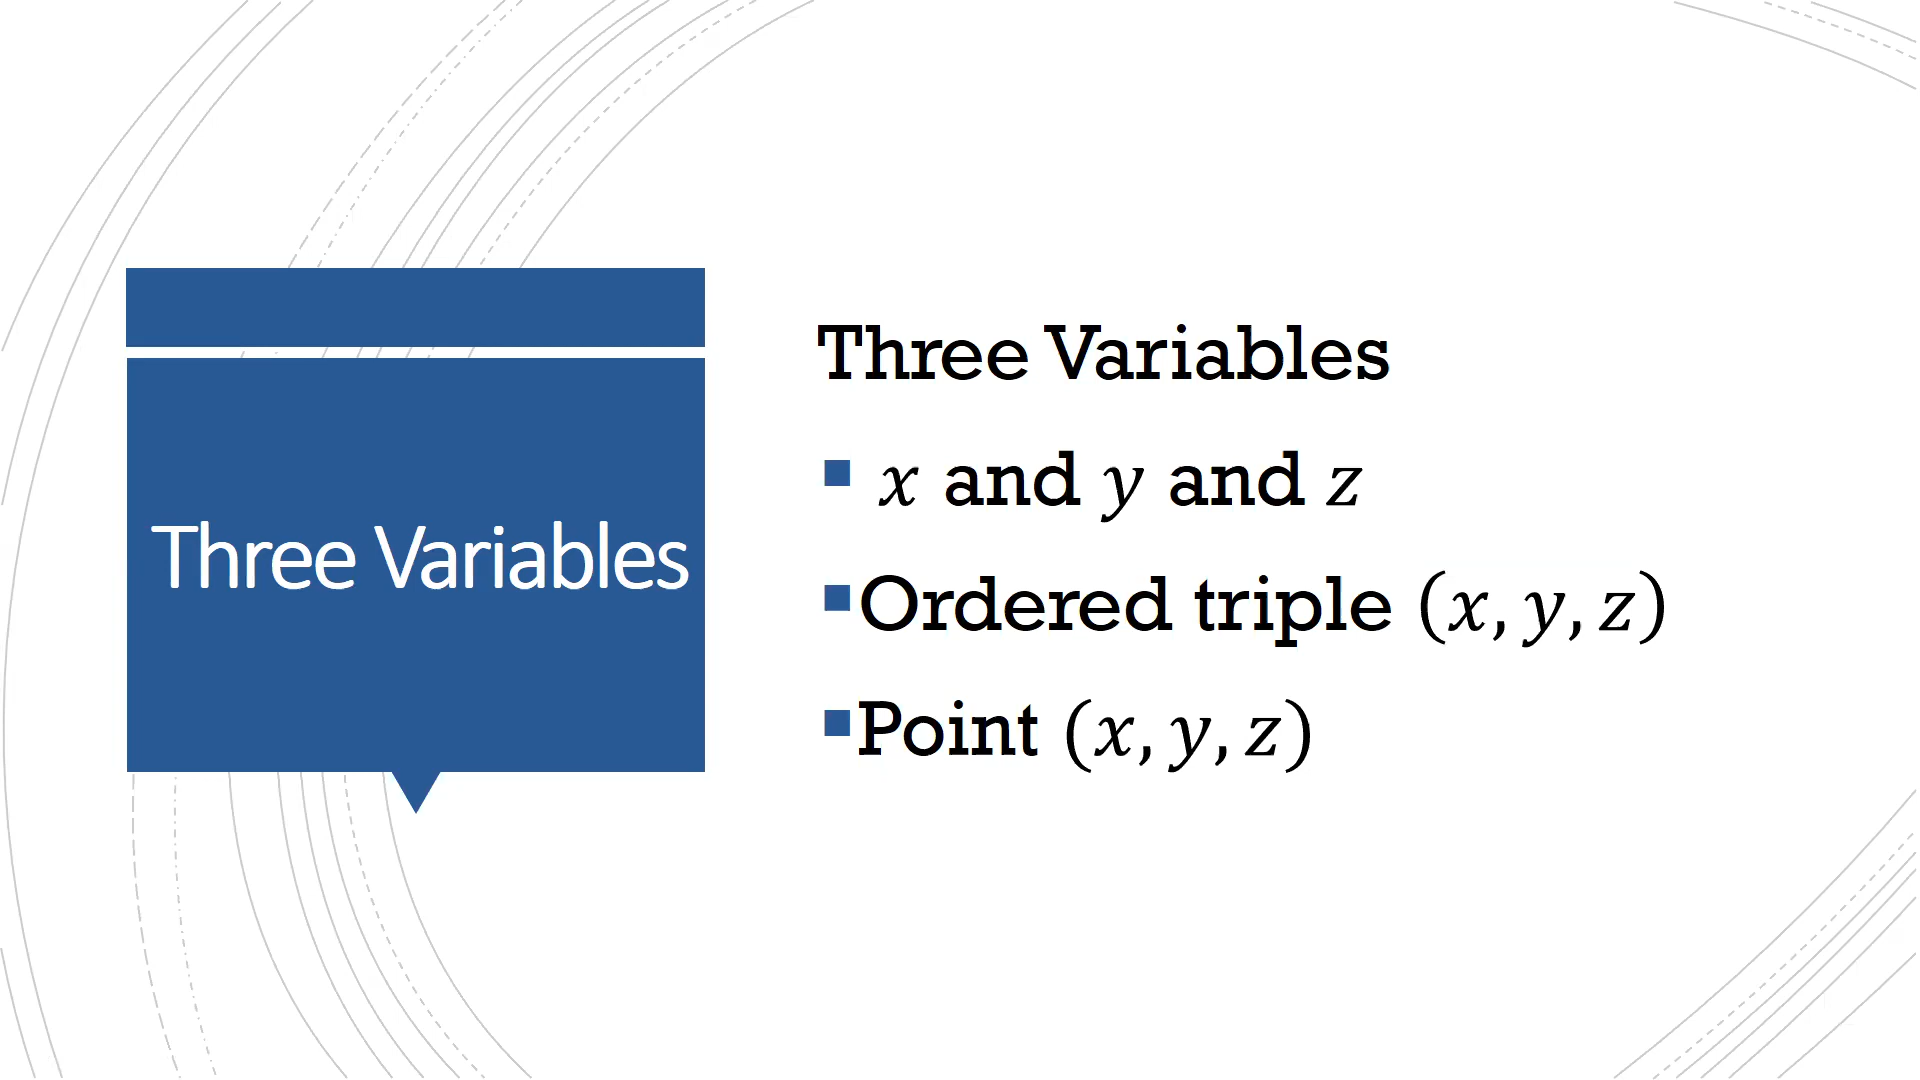 Three Variables
Three Variables
▪ x and y and z
▪ Ordered triple (x, y, z)
▪ Point (x, y, z)